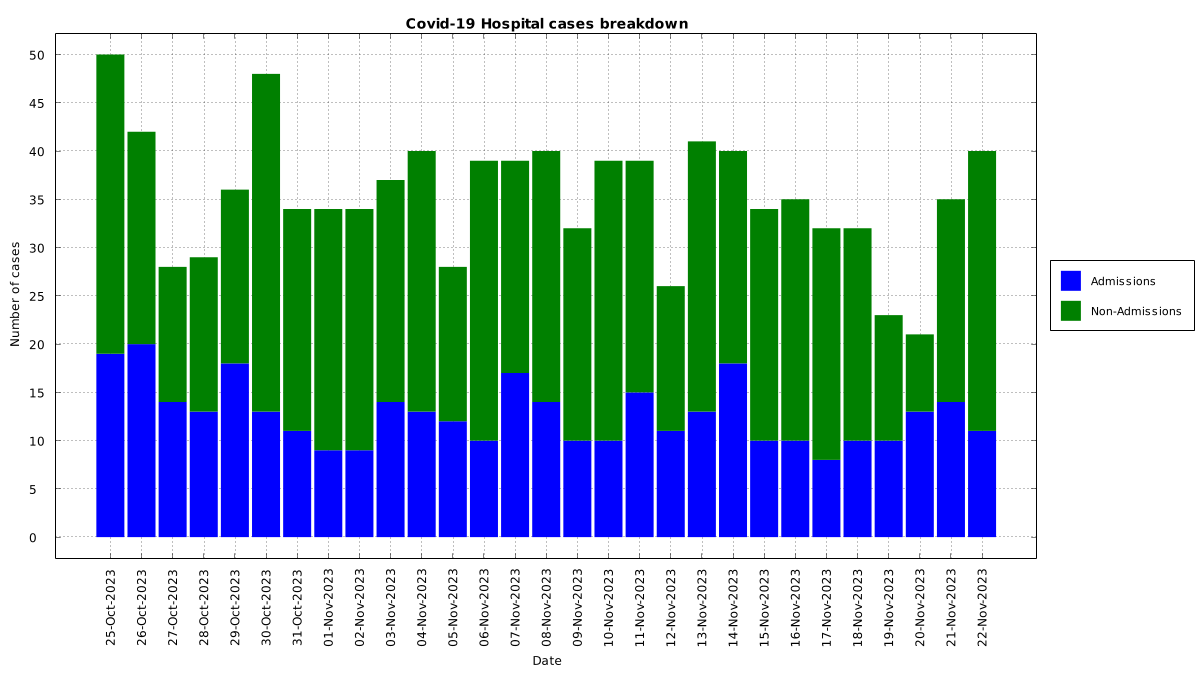 Covid-19 Hospital cases breakdown
Number of cases
50
45
40
35
30
25
20
15
10
5
0
25-Oct-2023
26-Oct-2023
27-Oct-2023
28-Oct-2023
29-Oct-2023
30-Oct-2023
31-Oct-2023
01-Nov-2023
02-Nov-2023
03-Nov-2023
04-Nov-2023
05-Nov-2023
06-Nov-2023
07-Nov-2023
08-Nov-2023
09-Nov-2023
10-Nov-2023
11-Nov-2023
12-Nov-2023
13-Nov-2023
14-Nov-2023
15-Nov-2023
16-Nov-2023
17-Nov-2023
18-Nov-2023
19-Nov-2023
20-Nov-2023
21-Nov-2023
22-Nov-2023
Date
Admissions
Non-Admissions